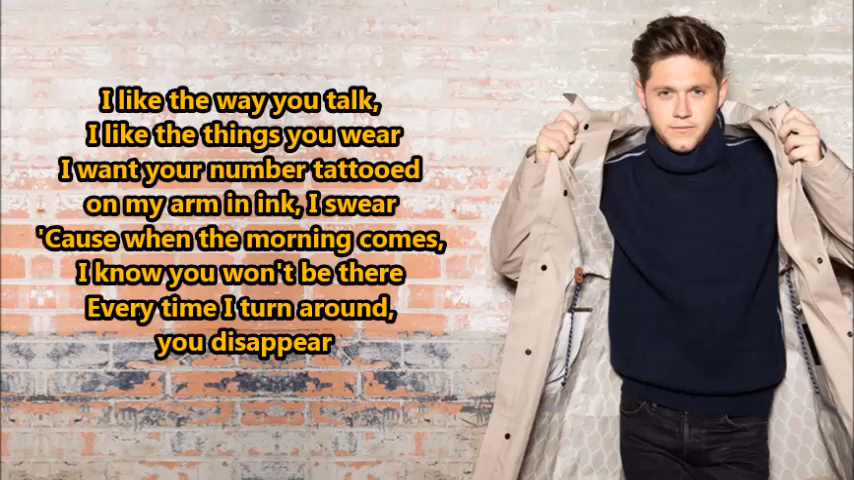 I like the way you talk,
I like the things you wear
I want your number tattooed
on my arm in ink, I swear
'Cause when the morning comes,
I know you won't be there
Every time I turn around,
you disappear